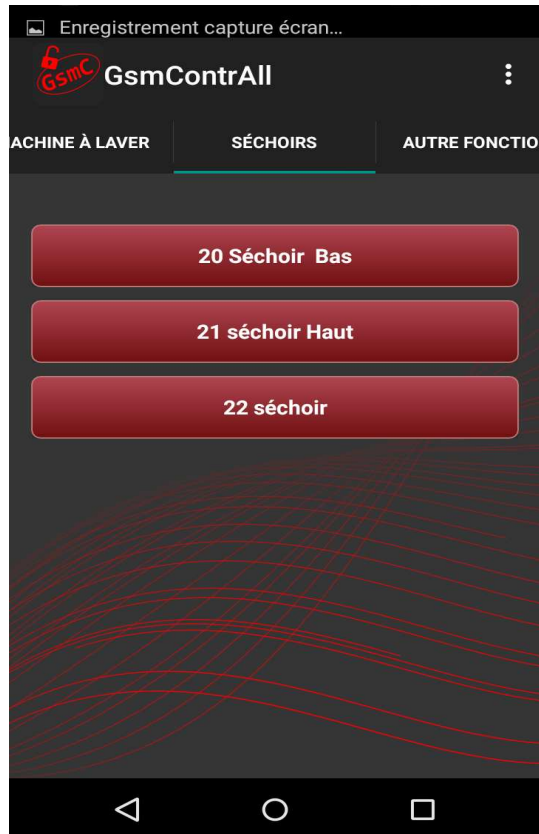 Enregistrement capture écran...
GsmC
GsmContrAll
ACHINE À LAVER
SÉCHOIRS
AUTRE FONCTIO
20 Séchoir  Bas
21 séchoir Haut
22 séchoir